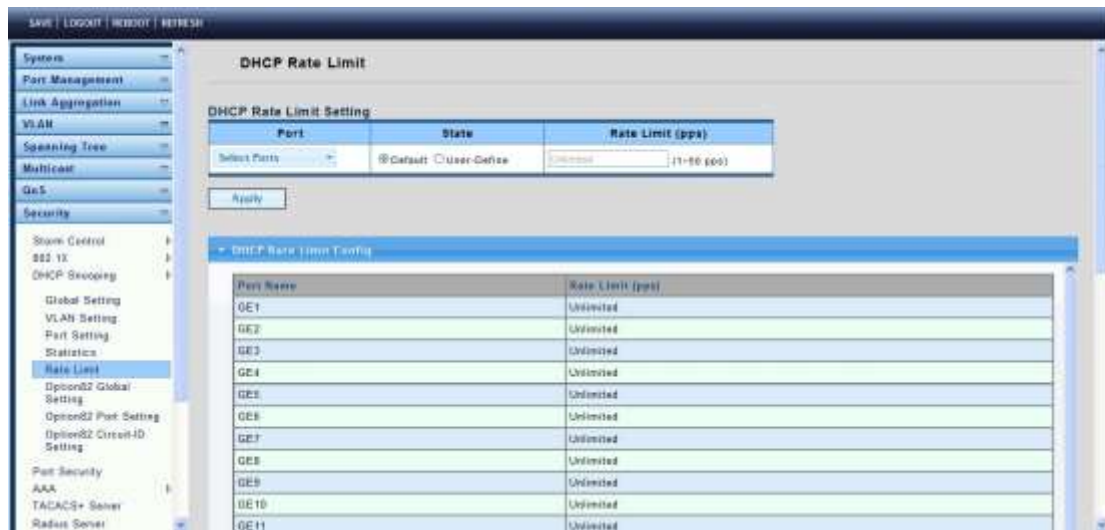 SAVE | LOGOUT | REBOOT | REFRESH
System
Port Management
Link Aggregation
VLAN
Spanning Tree
Multicast
QoS
Security
Storm Control
802.1X
DHCP Snooping
Global Setting
VLAN Setting
Port Setting
Statistics
Rate Limit
Option82 Global
Setting
Option82 Port Setting
Option82 Circuit-ID
Setting
Port Security
AAA
TACACS+ Server
Radius Server
DHCP Rate Limit
DHCP Rate Limit Setting
Port State Rate Limit (pps)
Select Ports Default User-Define Unlimited (1-50 pps)
Apply
DHCP Rate Limit Config
Port Name Rate Limit (pps)
GE1 Unlimited
GE2 Unlimited
GE3 Unlimited
GE4 Unlimited
GE5 Unlimited
GE6 Unlimited
GE7 Unlimited
GE8 Unlimited
GE9 Unlimited
GE10 Unlimited
GE11 Unlimited